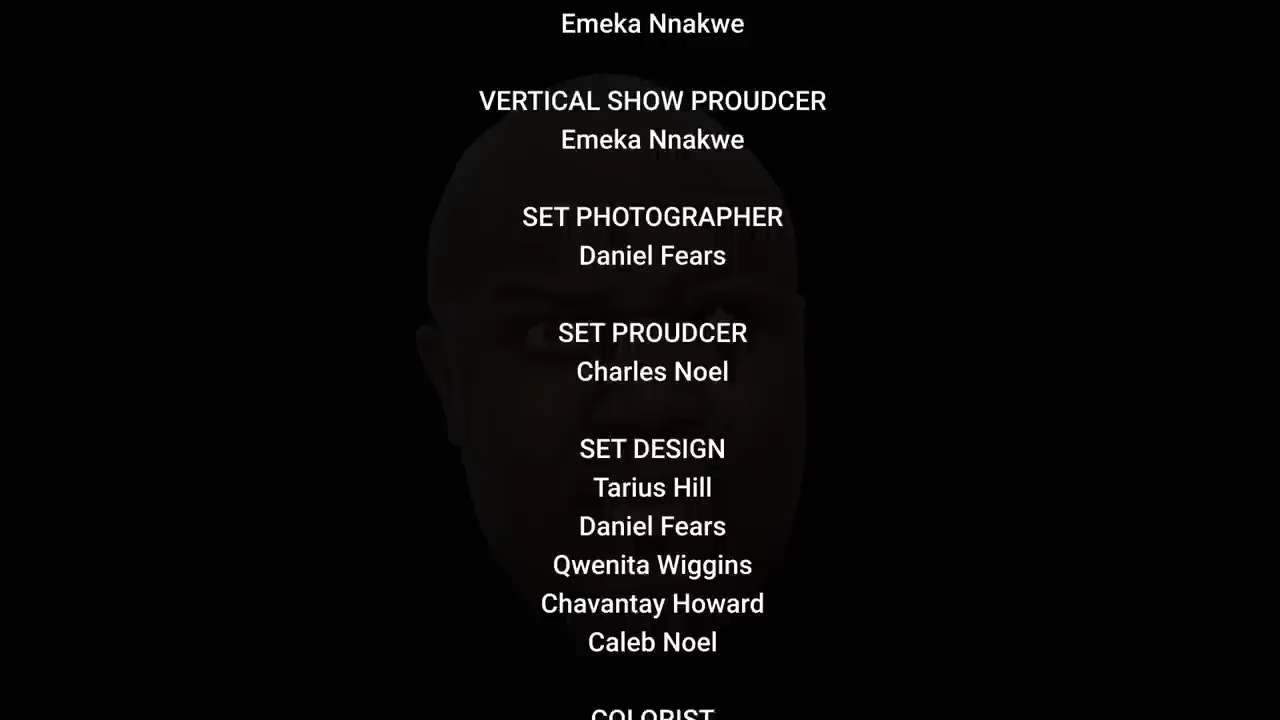 Emeka Nnakwe
VERTICAL SHOW PROUDCER
Emeka Nnakwe
SET PHOTOGRAPHER
Daniel Fears
SET PROUDCER
Charles Noel
SET DESIGN
Tarius Hill
Daniel Fears
Qwenita Wiggins
Chavantay Howard
Caleb Noel
COLORIST